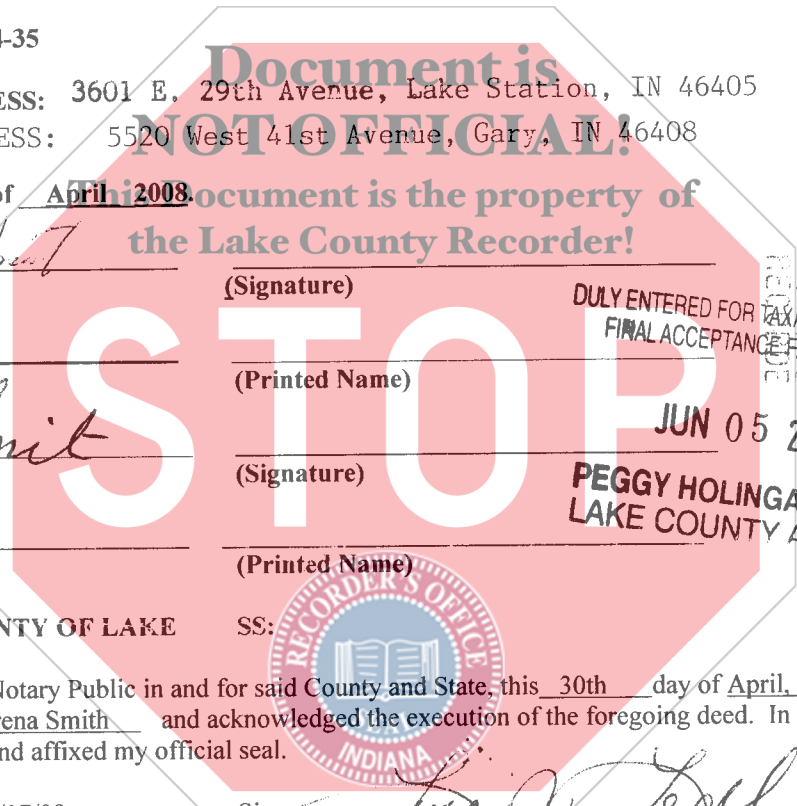 4-35
Document is
ESS: 3601 E. 29th Avenue, Lake Station, IN 46405
NOT OFFICIAL!
ESS: 5520 West 41st Avenue, Gary, IN 46408
This Document is the property of
of April 2008.
the Lake County Recorder!
(Signature)
DULY ENTERED FOR TAXA
FINAL ACCEPTANCE F
STOP
(Printed Name)
JUN 05 2
(Signature)
PEGGY HOLINGA
LAKE COUNTY A
(Printed Name)
NTY OF LAKE SS:
RECORDER'S OFFICE
Notary Public in and for said County and State, this 30th day of April,
rena Smith and acknowledged the execution of the foregoing deed. In
nd affixed my official seal.
INDIANA